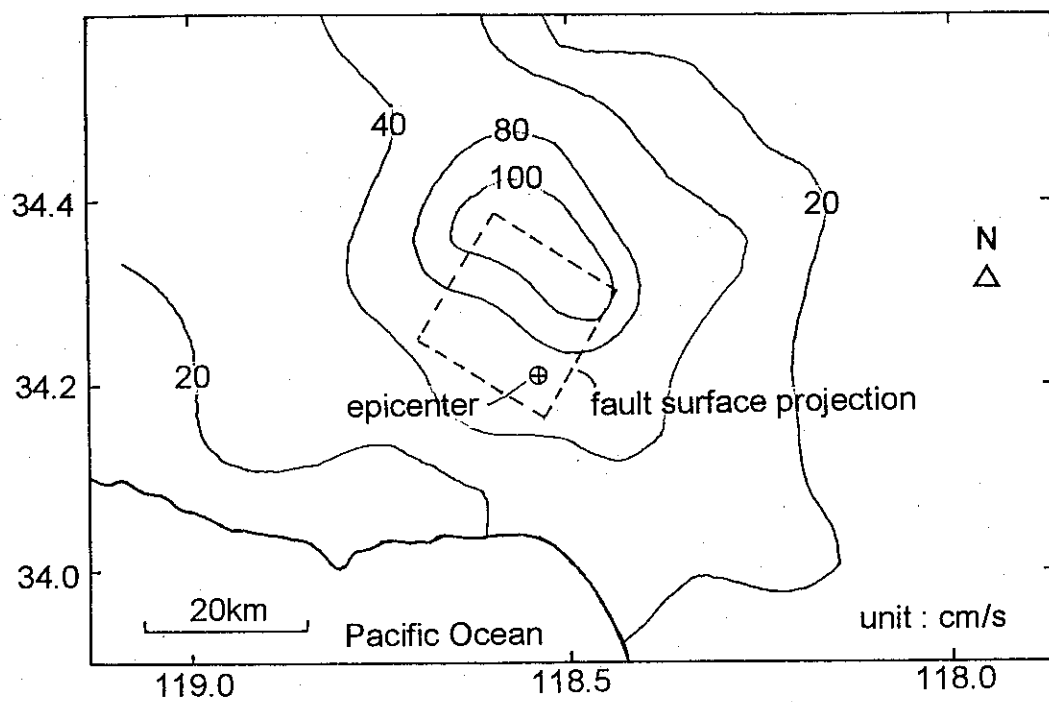 40
80
100
34.4
20
N
20
34.2
epicenter
fault surface projection
34.0
20km
Pacific Ocean
unit : cm/s
119.0
118.5
118.0